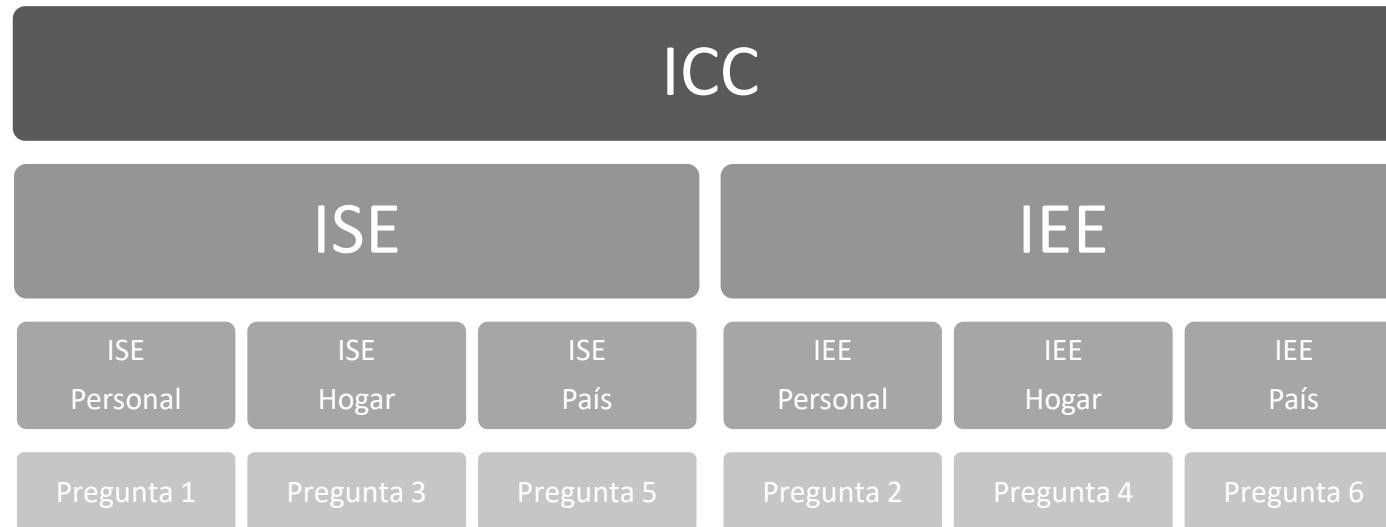 ICC
ISE
IEE
ISE
Personal
ISE
Hogar
ISE
País
IEE
Personal
IEE
Hogar
IEE
País
Pregunta 1
Pregunta 3
Pregunta 5
Pregunta 2
Pregunta 4
Pregunta 6